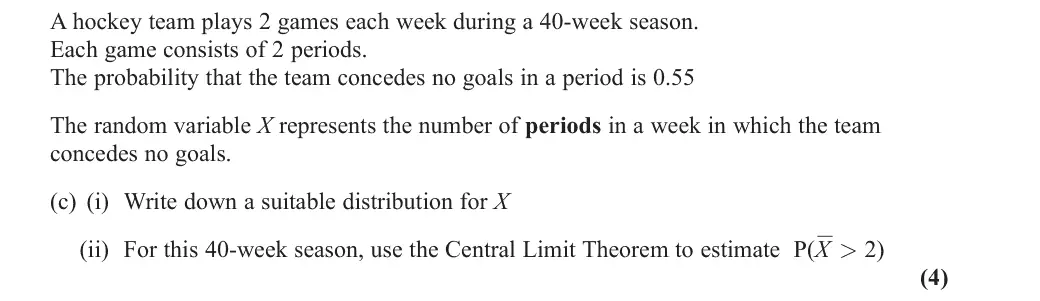 A hockey team plays 2 games each week during a 40-week season.
Each game consists of 2 periods.
The probability that the team concedes no goals in a period is 0.55
The random variable X represents the number of periods in a week in which the team
concedes no goals.
(c) (i) Write down a suitable distribution for X
(ii) For this 40-week season, use the Central Limit Theorem to estimate P(X̅ > 2)
(4)